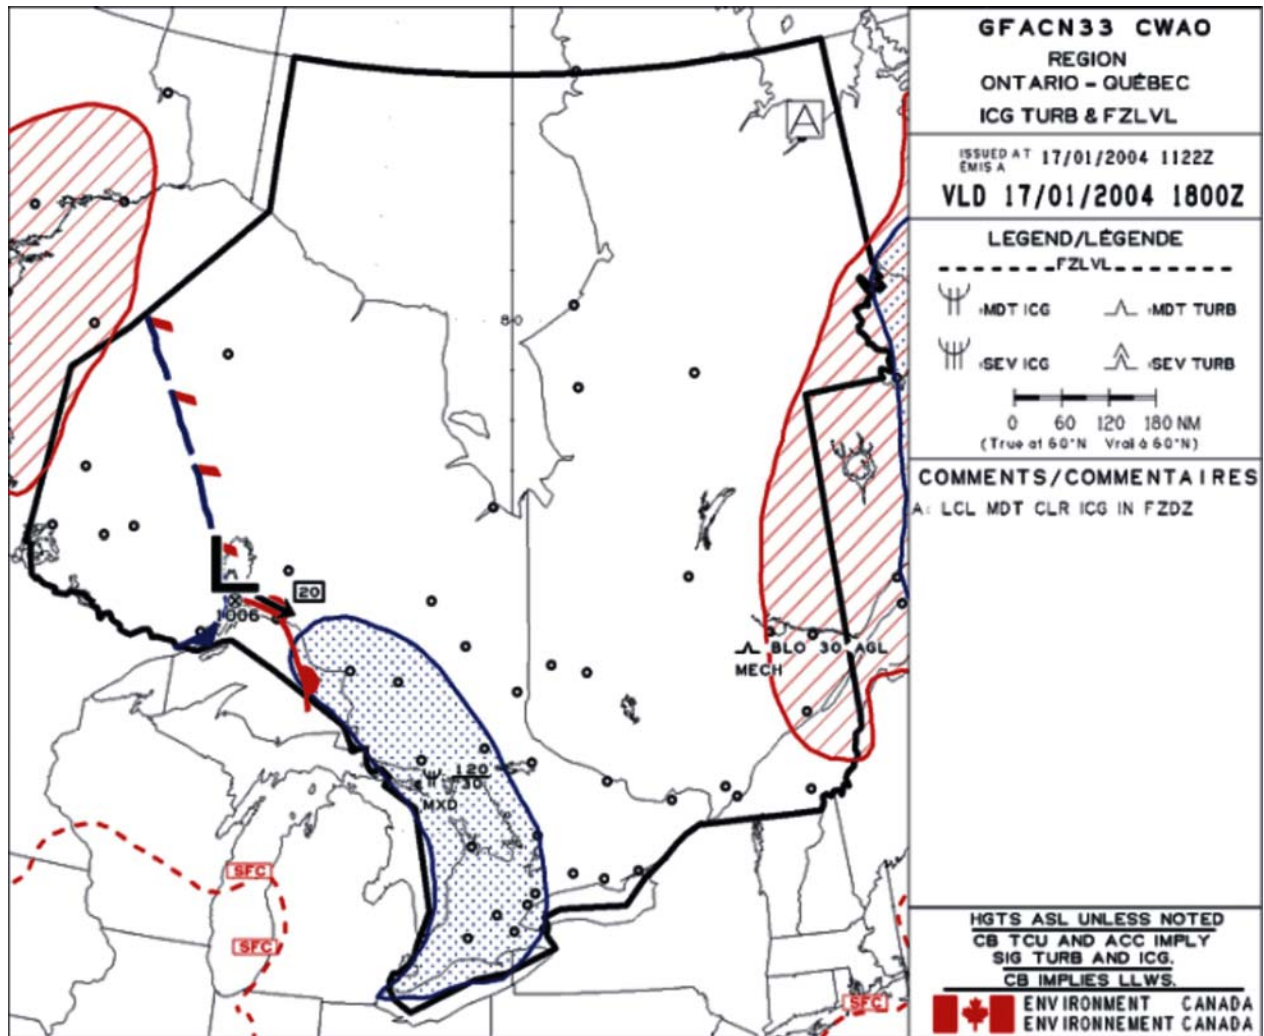 GFACN33 CWAO
REGION
ONTARIO - QUÉBEC
ICG TURB & FZLVL
ISSUED AT
ÉMIS A
17/01/2004 1122Z
VLD 17/01/2004 1800Z
LEGEND/LÉGENDE
FZLVL
:MDT ICG
:MDT TURB
:SEV ICG
:SEV TURB
0 60 120 180 NM
(True at 60°N Vrai à 60°N)
COMMENTS/COMMENTAIRES
A: LCL MDT CLR ICG IN FZDZ
HGTS ASL UNLESS NOTED
CB TCU AND ACC IMPLY
SIG TURB AND ICG.
CB IMPLIES LLWS.
ENVIRONMENT CANADA
ENVIRONNEMENT CANADA
A
80
L
20
1006
BLO 30 AGL
MECH
120
30
MXD
SFC
SFC
SFC